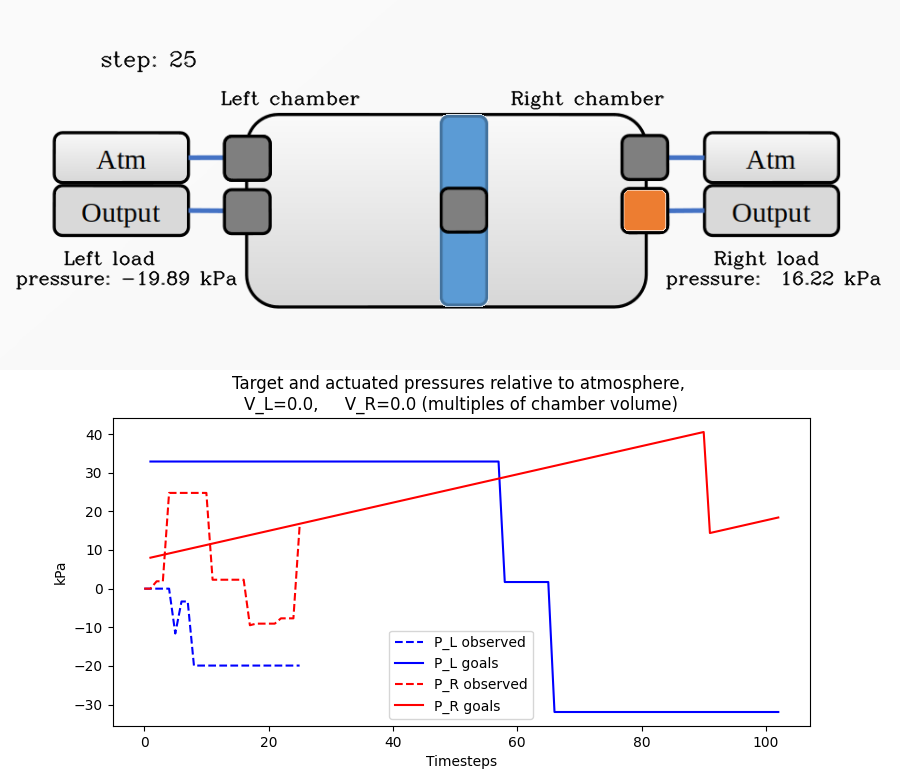 step: 25
Left chamber
Right chamber
Atm
Atm
Output
Output
Left load
pressure: −19.89 kPa
Right load
pressure: 16.22 kPa
Target and actuated pressures relative to atmosphere,
V_L=0.0, V_R=0.0 (multiples of chamber volume)
kPa
40
30
20
10
0
−10
−20
−30
P_L observed
P_L goals
P_R observed
P_R goals
0 20 40 60 80 100
Timesteps